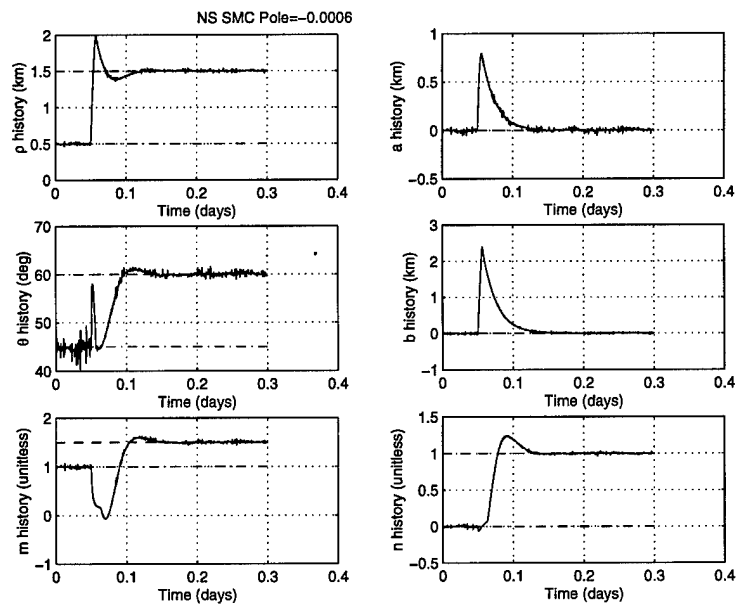 NS SMC Pole=−0.0006
ρ history (km)
2
1.5
1
0.5
0
0 0.1 0.2 0.3 0.4
Time (days)
a history (km)
1
0.5
0
−0.5
0 0.1 0.2 0.3 0.4
Time (days)
θ history (deg)
70
60
50
40
0 0.1 0.2 0.3 0.4
Time (days)
b history (km)
3
2
1
0
−1
0 0.1 0.2 0.3 0.4
Time (days)
m history (unitless)
2
1
0
−1
0 0.1 0.2 0.3 0.4
Time (days)
n history (unitless)
1.5
1
0.5
0
−0.5
0 0.1 0.2 0.3 0.4
Time (days)